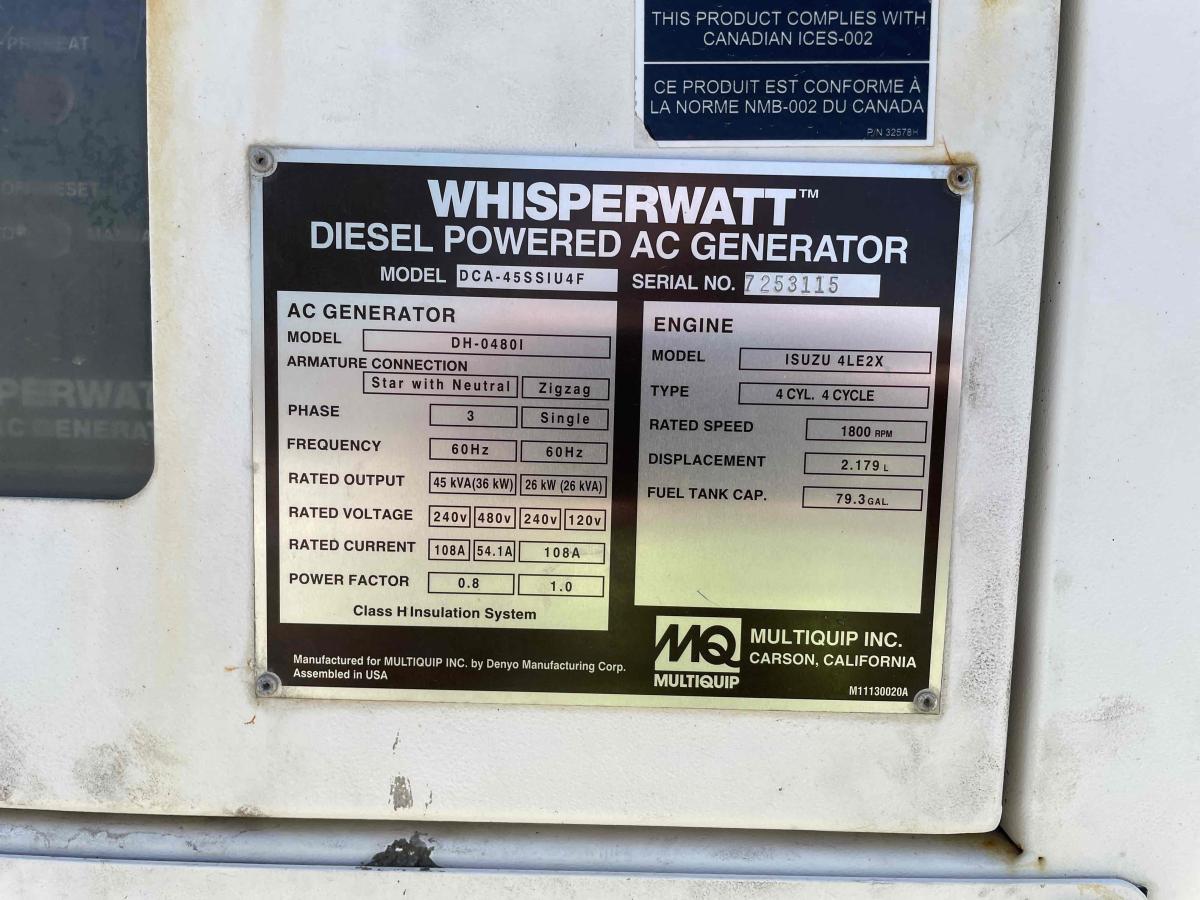 THIS PRODUCT COMPLIES WITH
CANADIAN ICES-002
CE PRODUIT EST CONFORME À
LA NORME NMB-002 DU CANADA
P/N 32578H
WHISPERWATT™
DIESEL POWERED AC GENERATOR
MODEL DCA-45SSIU4F SERIAL NO. 7253115
AC GENERATOR
MODEL DH-0480I
ARMATURE CONNECTION
Star with Neutral Zigzag
PHASE 3 Single
FREQUENCY 60Hz 60Hz
RATED OUTPUT 45 kVA(36 kW) 26 kW (26 kVA)
RATED VOLTAGE 240v 480v 240v 120v
RATED CURRENT 108A 54.1A 108A
POWER FACTOR 0.8 1.0
Class H Insulation System
ENGINE
MODEL ISUZU 4LE2X
TYPE 4 CYL. 4 CYCLE
RATED SPEED 1800 RPM
DISPLACEMENT 2.179 L
FUEL TANK CAP. 79.3 GAL.
Manufactured for MULTIQUIP INC. by Denyo Manufacturing Corp.
Assembled in USA
MQ
MULTIQUIP
MULTIQUIP INC.
CARSON, CALIFORNIA
M11130020A